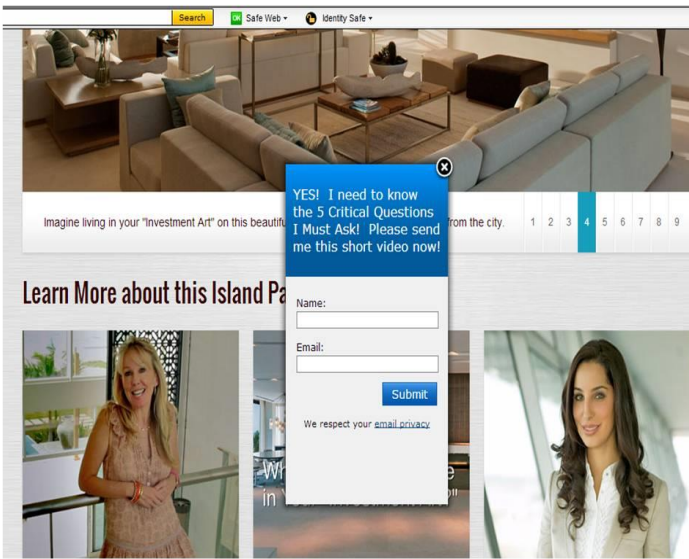 Search
OK Safe Web
Identity Safe
YES! I need to know
the 5 Critical Questions
I Must Ask! Please send
me this short video now!
Imagine living in your "Investment Art" on this from the city.
1 2 3 4 5 6 7 8 9
Learn More about this Island
Name:
Email:
Submit
We respect your email privacy
in